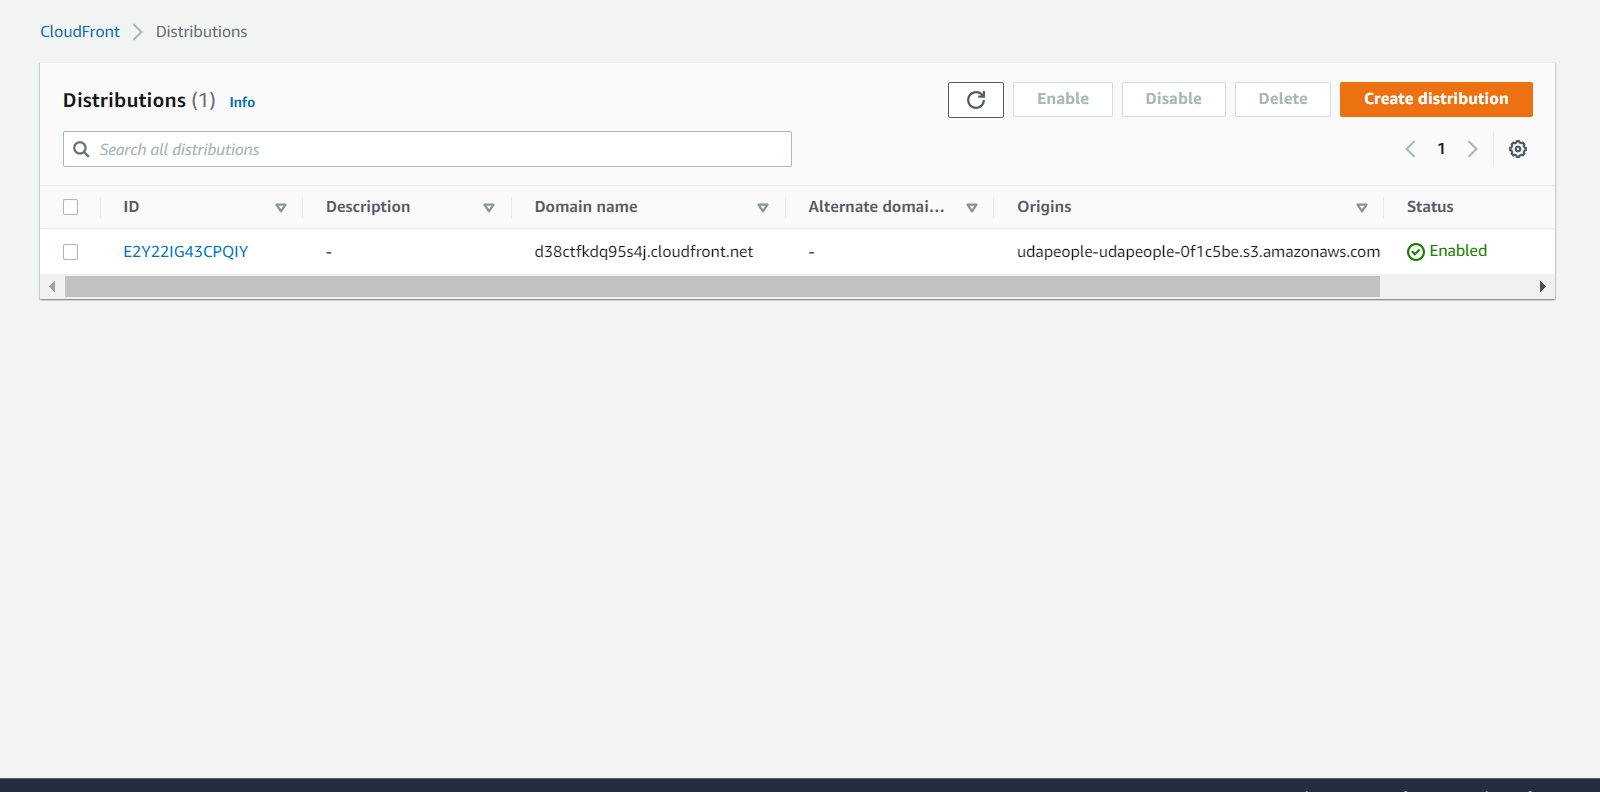 CloudFront Distributions
Distributions (1) Info
Enable Disable Delete Create distribution
Search all distributions
1
ID Description Domain name Alternate domai... Origins Status
E2Y22IG43CPQIY - d38ctfkdq95s4j.cloudfront.net - udapeople-udapeople-0f1c5be.s3.amazonaws.com Enabled